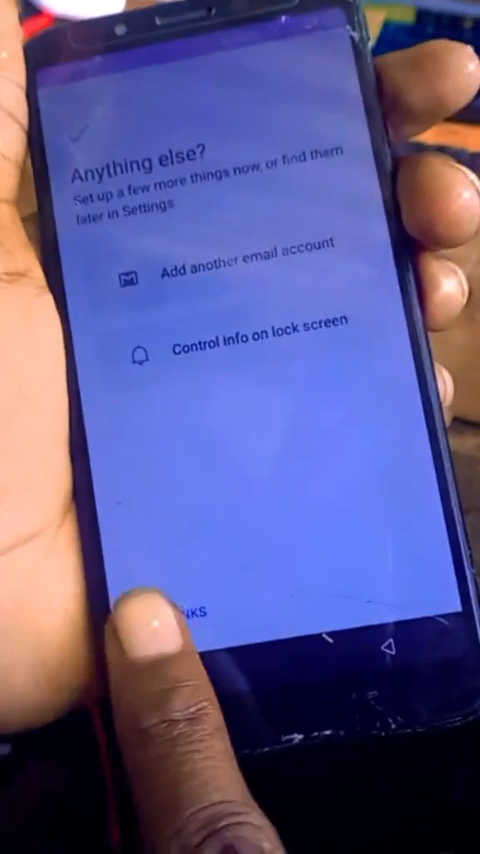 Anything else?
Set up a few more things now, or find them
later in Settings
Add another email account
Control info on lock screen